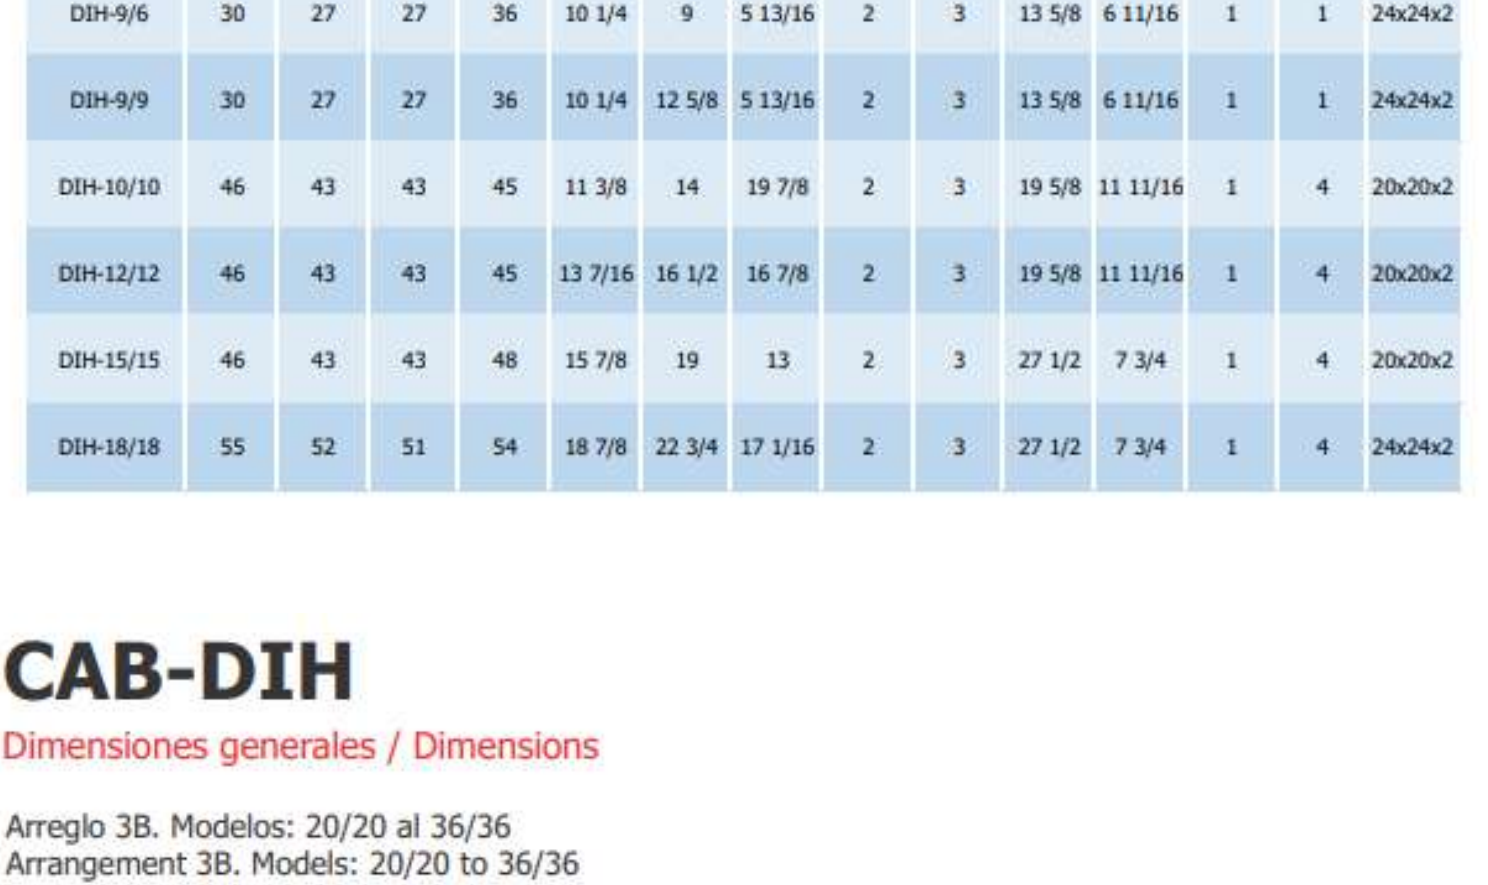 DIH-9/6 30 27 27 36 10 1/4 9 5 13/16 2 3 13 5/8 6 11/16 1 1 24x24x2
DIH-9/9 30 27 27 36 10 1/4 12 5/8 5 13/16 2 3 13 5/8 6 11/16 1 1 24x24x2
DIH-10/10 46 43 43 45 11 3/8 14 19 7/8 2 3 19 5/8 11 11/16 1 4 20x20x2
DIH-12/12 46 43 43 45 13 7/16 16 1/2 16 7/8 2 3 19 5/8 11 11/16 1 4 20x20x2
DIH-15/15 46 43 43 48 15 7/8 19 13 2 3 27 1/2 7 3/4 1 4 20x20x2
DIH-18/18 55 52 51 54 18 7/8 22 3/4 17 1/16 2 3 27 1/2 7 3/4 1 4 24x24x2
CAB-DIH
Dimensiones generales / Dimensions
Arreglo 3B. Modelos: 20/20 al 36/36
Arrangement 3B. Models: 20/20 to 36/36